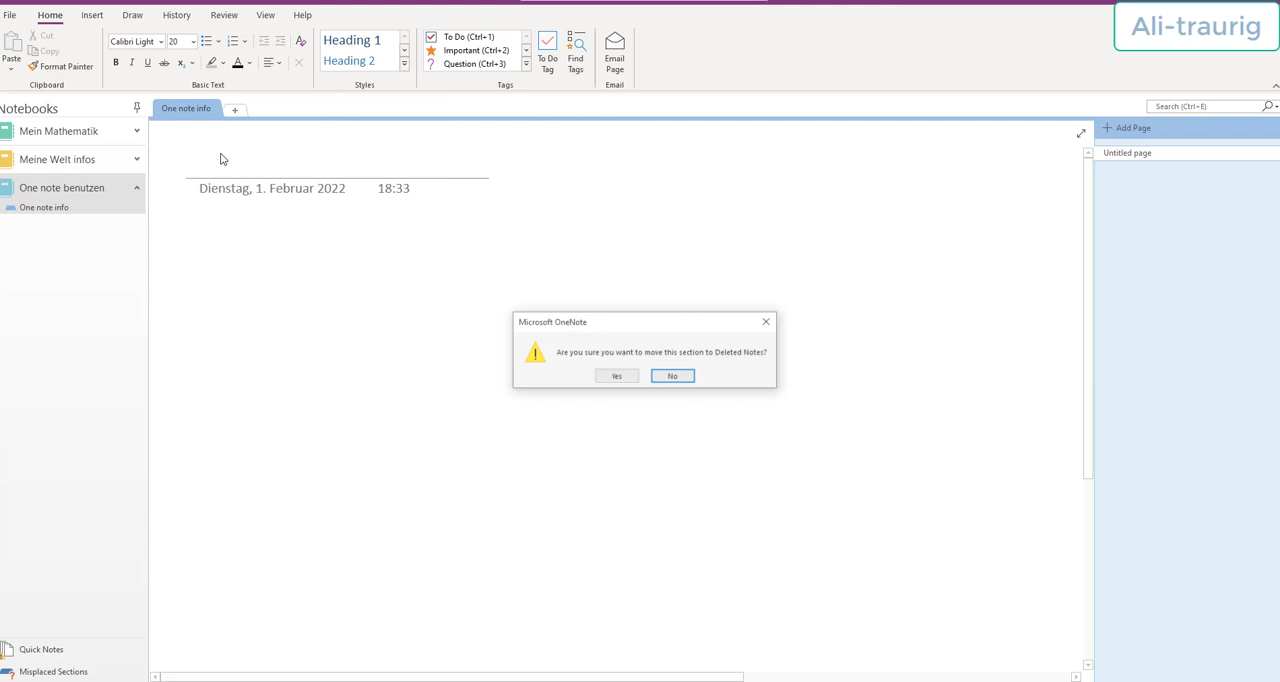 File Home Insert Draw History Review View Help
Ali-traurig
Paste
Cut
Copy
Format Painter
Clipboard
Calibri Light 20
B I U ab x₂ A
Basic Text
Heading 1
Heading 2
Styles
To Do (Ctrl+1)
Important (Ctrl+2)
Question (Ctrl+3)
Tags
To Do Tag
Find Tags
Email Page
Email
Notebooks
One note info
Search (Ctrl+E)
Mein Mathematik
Meine Welt infos
One note benutzen
One note info
Add Page
Untitled page
Dienstag, 1. Februar 2022 18:33
Microsoft OneNote
Are you sure you want to move this section to Deleted Notes?
Yes No
Quick Notes
Misplaced Sections